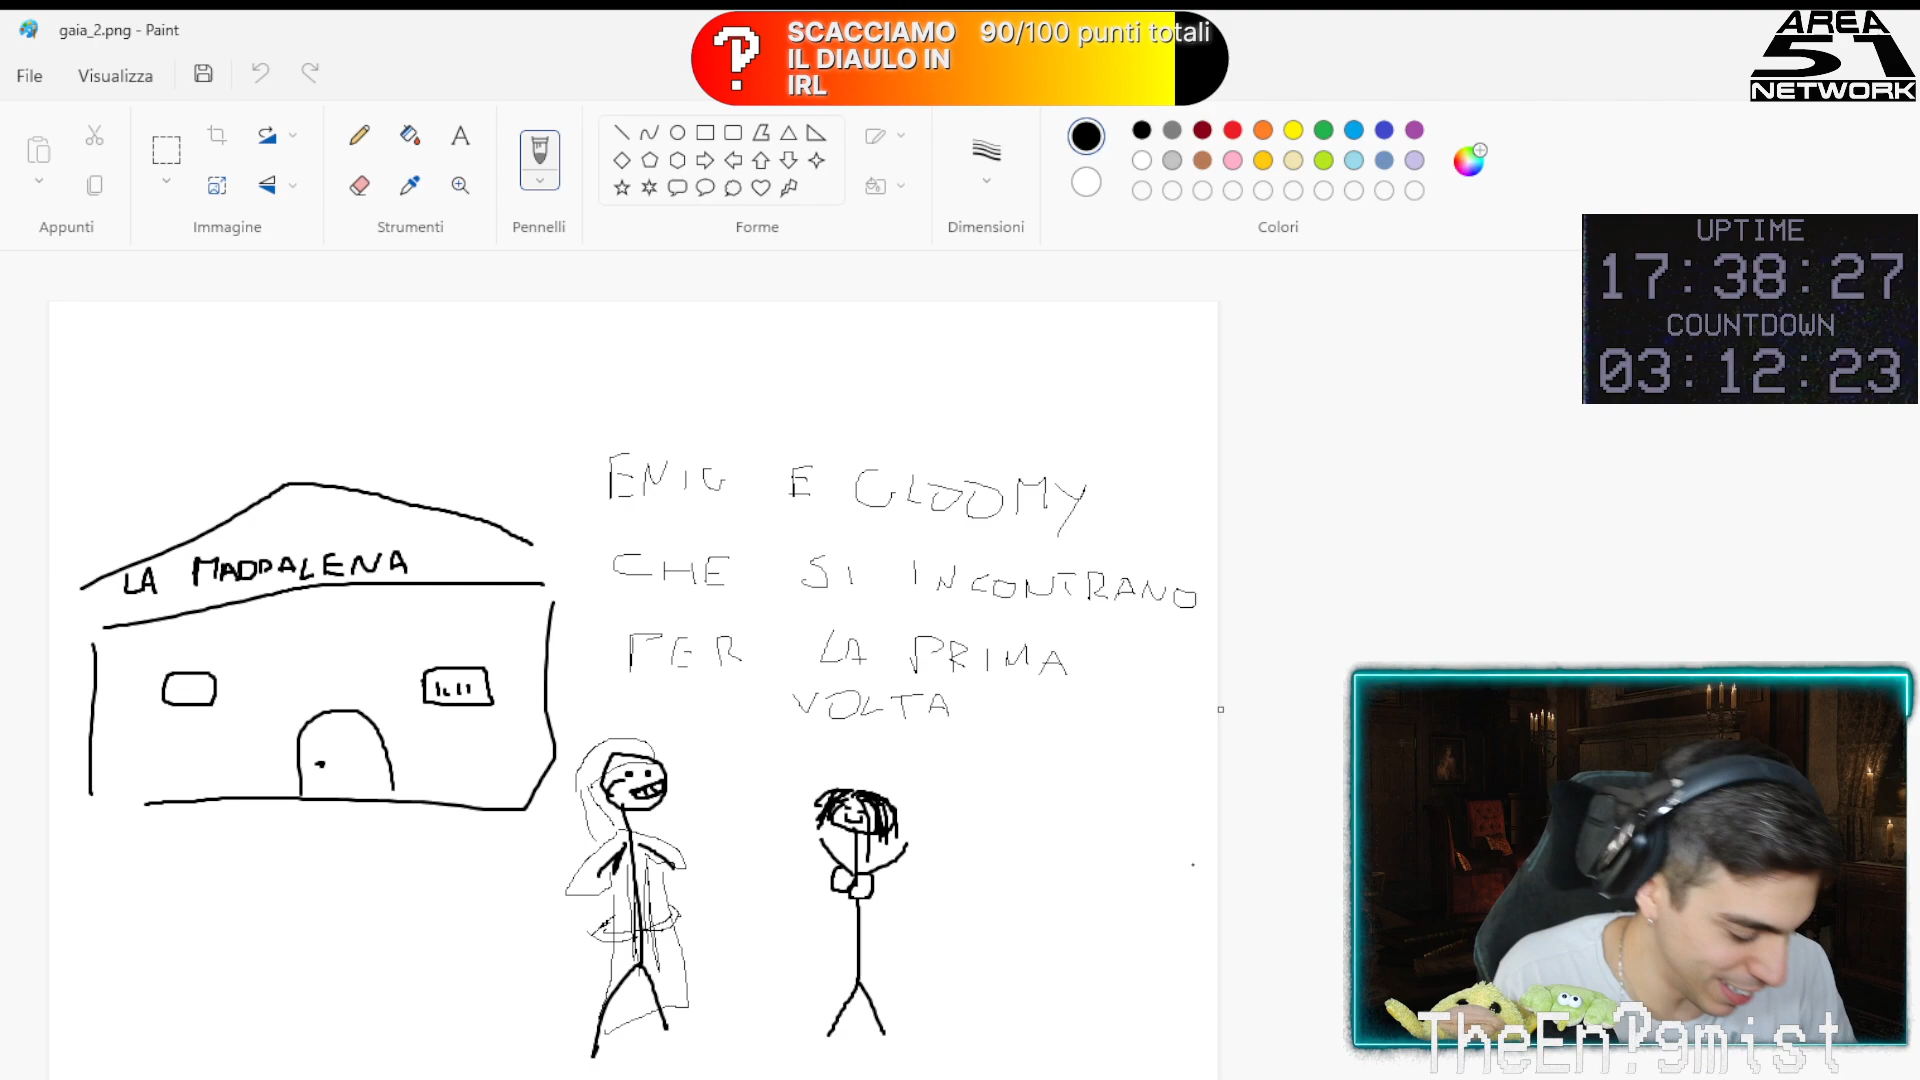 gaia_2.png - Paint
File
Visualizza
SCACCIAMO
IL DIAULO IN
IRL
90/100 punti totali
AREA
51
NETWORK
Appunti
Immagine
Strumenti
Pennelli
Forme
Dimensioni
Colori
UPTIME
17:38:27
COUNTDOWN
03:12:23
LA MADDALENA
ENIG E GLOOMY
CHE SI INCONTRANO
PER LA PRIMA
VOLTA
TheEn?gmist